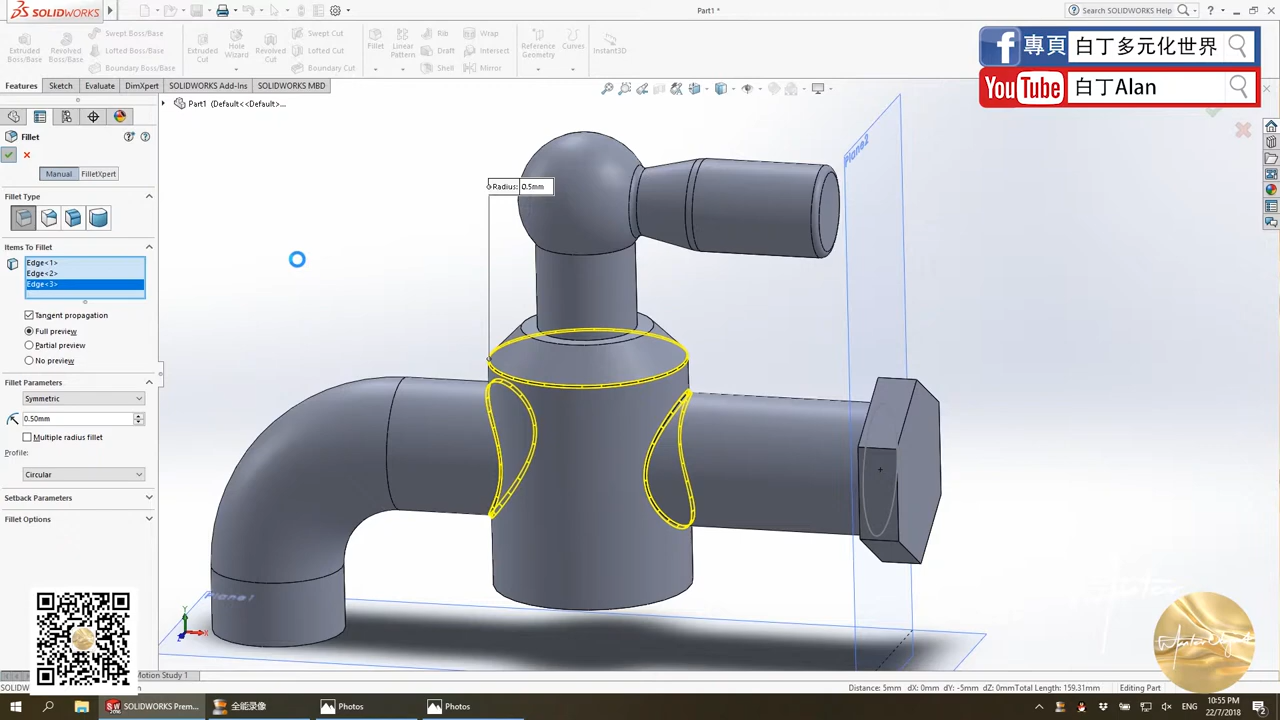 SOLIDWORKS
Part1 *
Search SOLIDWORKS Help
Extruded Boss/Base
Revolved Boss/Base
Swept Boss/Base
Lofted Boss/Base
Boundary Boss/Base
Extruded Cut
Hole Wizard
Revolved Cut
Swept Cut
Lofted Cut
Boundary Cut
Fillet
Linear Pattern
Rib
Draft
Shell
Wrap
Intersect
Mirror
Reference Geometry
Curves
Instant3D
專頁 白丁多元化世界
YouTube 白丁Alan
Features
Sketch
Evaluate
DimXpert
SOLIDWORKS Add-Ins
SOLIDWORKS MBD
Part1 (Default<<Default>...
Fillet
Manual
FilletXpert
Fillet Type
Items To Fillet
Edge<1>
Edge<2>
Edge<3>
Tangent propagation
Full preview
Partial preview
No preview
Fillet Parameters
Symmetric
0.50mm
Multiple radius fillet
Profile:
Circular
Setback Parameters
Fillet Options
Radius: 0.5mm
Plane2
Plane1
Motion Study 1
Distance: 5mm dX: 0mm dY: -5mm dZ: 0mm Total Length: 159.31mm
Editing Part
SOLIDWORKS Prem...
全能录像
Photos
Photos
10:55 PM
22/7/2018
2